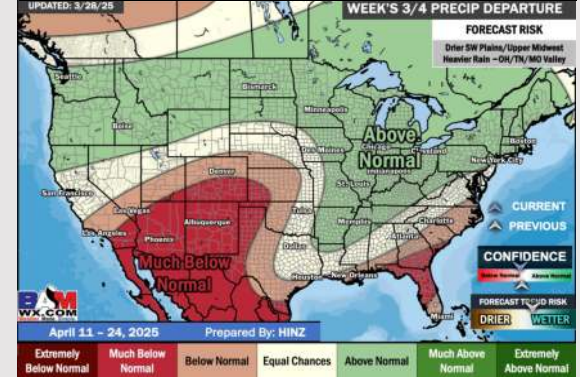 UPDATED: 3/28/25
WEEK'S 3/4 PRECIP DEPARTURE
FORECAST RISK
Drier SW Plains/Upper Midwest
Heavier Rain – OH/TN/MO Valley
Seattle
Bismarck
Minneapolis
Boise
Above
Normal
Boston
Des Moines
Chicago
Cleveland
New York City
Indianapolis
Denver
San Francisco
St. Louis
Las Vegas
Tulsa
CURRENT
Charlotte
Albuquerque
Memphis
PREVIOUS
Los Angeles
Phoenix
Atlanta
Dallas
CONFIDENCE
Much Below
Normal
Below Normal
Above Normal
Houston
New Orleans
BAM
WX.COM
FORECAST TREND RISK
DRIER
WETTER
Miami
April 11 – 24, 2025
Prepared By: HINZ
Extremely
Below Normal
Much Below
Normal
Below Normal
Equal Chances
Above Normal
Much Above
Normal
Extremely
Above Normal